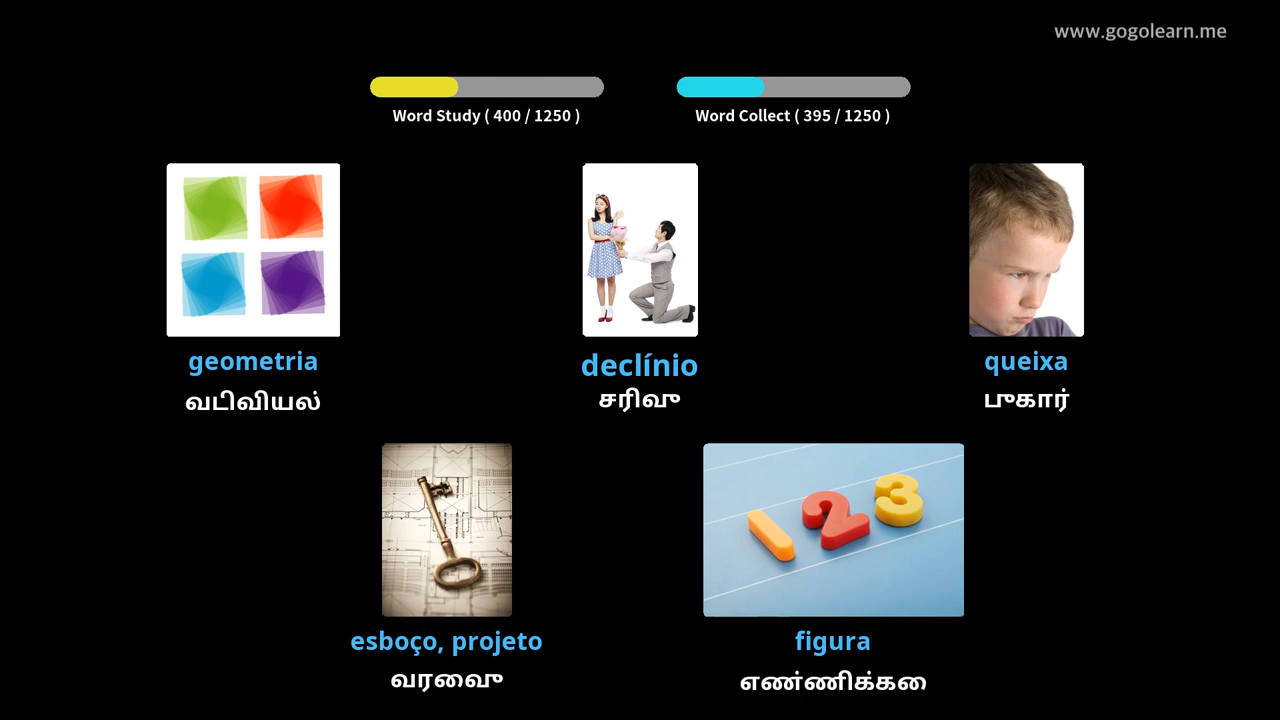 www.gogolearn.me
Word Study ( 400 / 1250 )
Word Collect ( 395 / 1250 )
geometria
வடிவியல்
declínio
சரிவு
queixa
புகார்
esboço, projeto
வரைவு
figura
எண்ணிக்கை